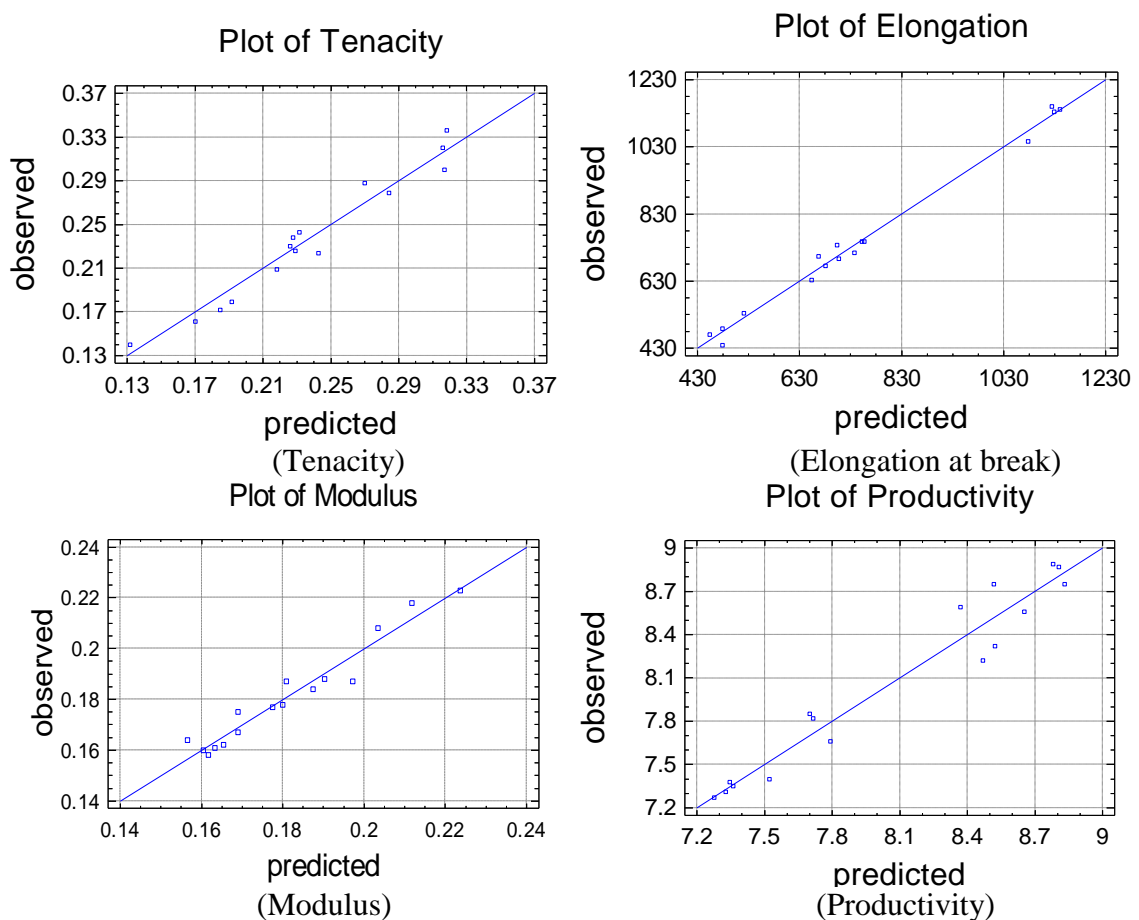 Plot of Tenacity
0.37
0.33
0.29
0.25
0.21
0.17
0.13
observed
0.13 0.17 0.21 0.25 0.29 0.33 0.37
predicted
(Tenacity)
Plot of Elongation
1230
1030
830
630
430
observed
430 630 830 1030 1230
predicted
(Elongation at break)
Plot of Modulus
0.24
0.22
0.2
0.18
0.16
0.14
observed
0.14 0.16 0.18 0.2 0.22 0.24
predicted
(Modulus)
Plot of Productivity
9
8.7
8.4
8.1
7.8
7.5
7.2
observed
7.2 7.5 7.8 8.1 8.4 8.7 9
predicted
(Productivity)